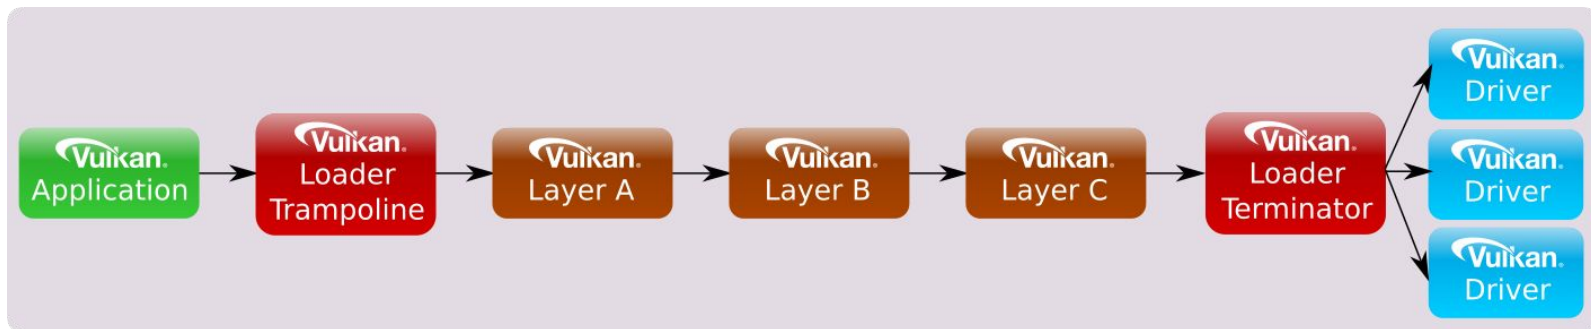 Vulkan®
Application
Vulkan®
Loader
Trampoline
Vulkan®
Layer A
Vulkan®
Layer B
Vulkan®
Layer C
Vulkan®
Loader
Terminator
Vulkan®
Driver
Vulkan®
Driver
Vulkan®
Driver